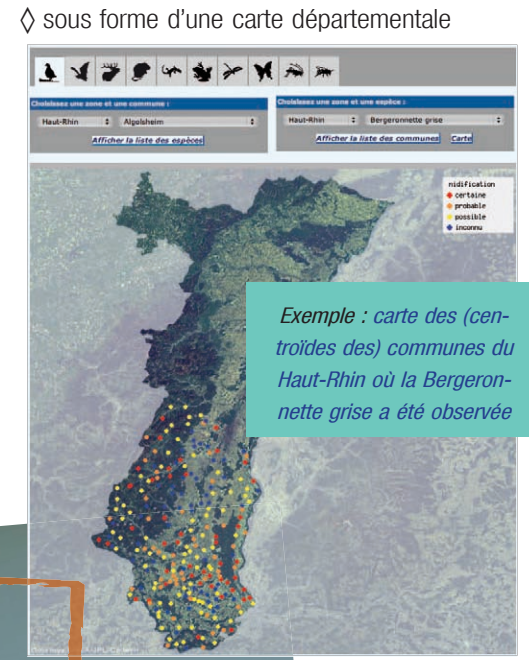 ◊ sous forme d'une carte départementale
Choisissez une zone et une commune :
Haut-Rhin Algolsheim
Afficher la liste des espèces
Choisissez une zone et une espèce :
Haut-Rhin Bergeronnette grise
Afficher la liste des communes Carte
nidification
certaine
probable
possible
inconnu
Exemple : carte des (cen-
troïdes des) communes du
Haut-Rhin où la Bergeron-
nette grise a été observée